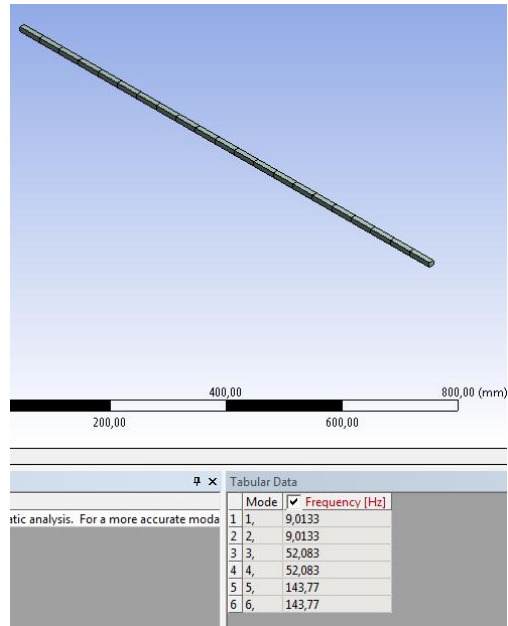 400,00 800,00 (mm)
200,00 600,00
Tabular Data
Mode Frequency [Hz]
atic analysis. For a more accurate moda
1 1, 9,0133
2 2, 9,0133
3 3, 52,083
4 4, 52,083
5 5, 143,77
6 6, 143,77